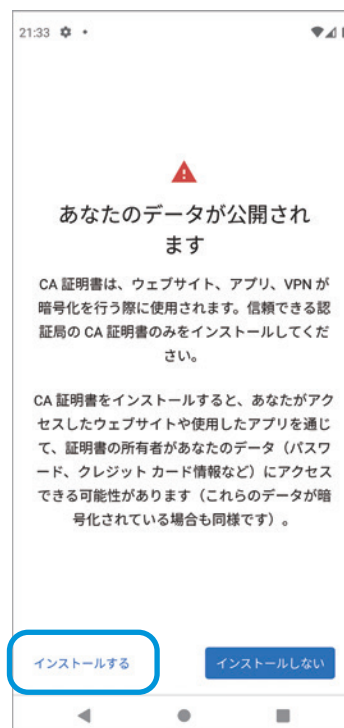 21:33
あなたのデータが公開され
ます
CA 証明書は、ウェブサイト、アプリ、VPN が
暗号化を行う際に使用されます。信頼できる認
証局の CA 証明書のみをインストールしてくだ
さい。
CA 証明書をインストールすると、あなたがアク
セスしたウェブサイトや使用したアプリを通じ
て、証明書の所有者があなたのデータ（パスワ
ード、クレジット カード情報など）にアクセス
できる可能性があります（これらのデータが暗
号化されている場合も同様です）。
インストールする
インストールしない